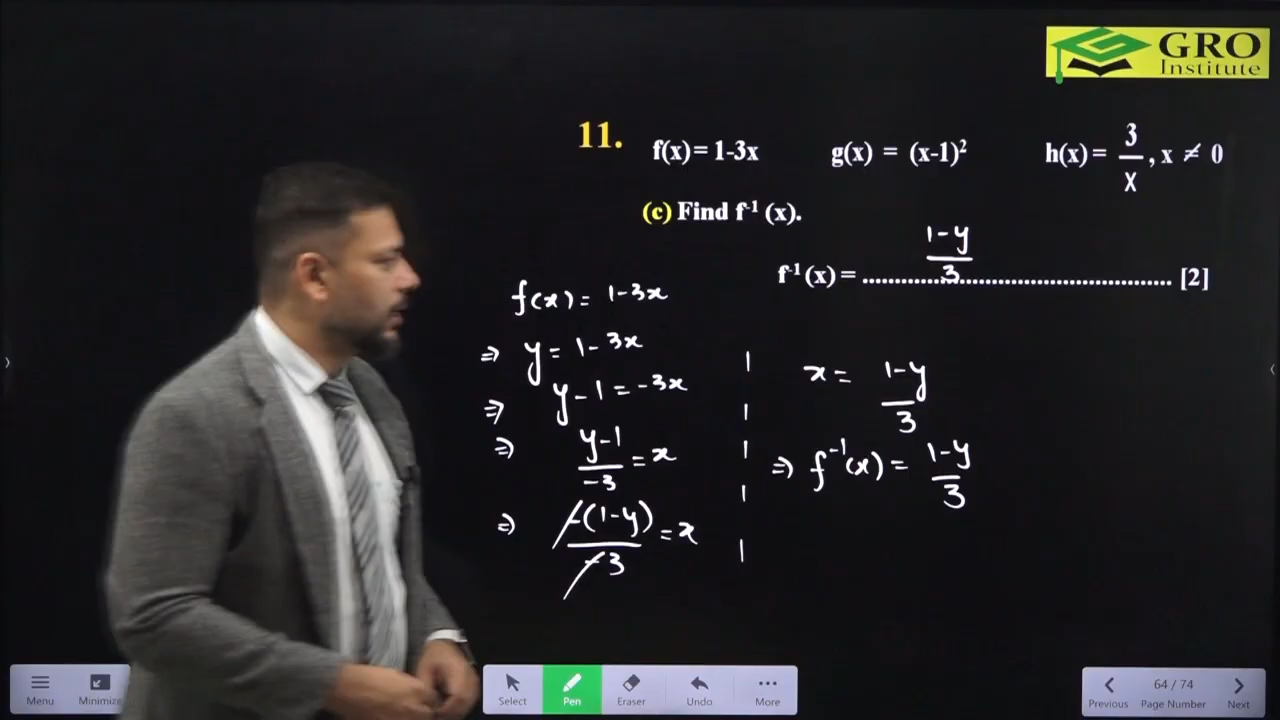 GRO
Institute
11. f(x)= 1-3x g(x) = (x-1)² h(x)= 3/x , x ≠ 0
(c) Find f⁻¹ (x).
f⁻¹ (x) = ........(1-y)/3........ [2]
f(x) = 1-3x
⇒ y = 1-3x
⇒ y-1 = -3x
⇒ (y-1)/-3 = x
⇒ -(1-y)/-3 = x
x = (1-y)/3
⇒ f⁻¹(x) = (1-y)/3
Menu
Minimize
Select
Pen
Eraser
Undo
More
Previous
64 / 74
Page Number
Next